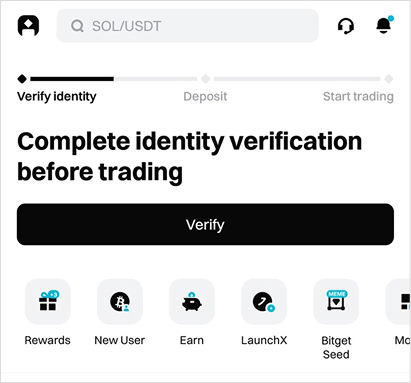 SOL/USDT
Verify identity
Deposit
Start trading
Complete identity verification
before trading
Verify
+3
MEME
Rewards
New User
Earn
LaunchX
Bitget
Seed
Mo